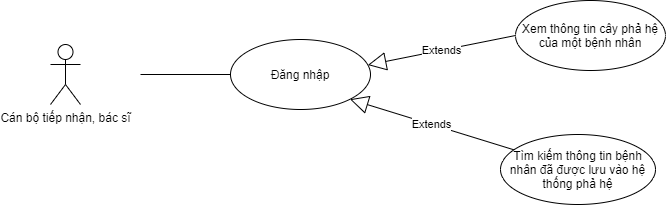 Xem thông tin cây phả hệ
của một bệnh nhân
Extends
Đăng nhập
Cán bộ tiếp nhận, bác sĩ
Extends
Tìm kiếm thông tin bệnh
nhân đã được lưu vào hệ
thống phả hệ